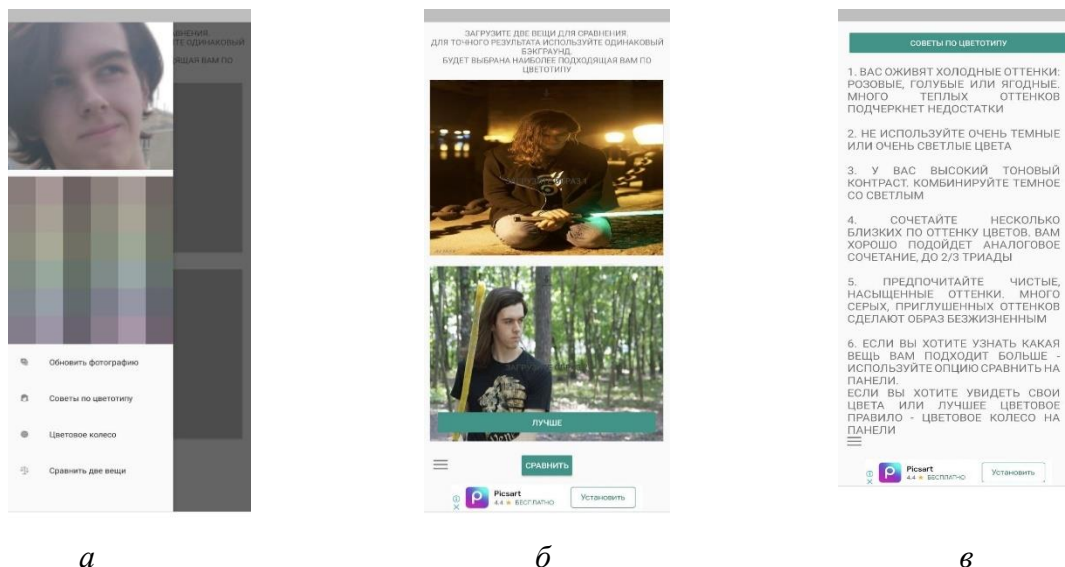 ЗАГРУЗИТЕ ДВЕ ВЕЩИ ДЛЯ СРАВНЕНИЯ.
ДЛЯ ТОЧНОГО РЕЗУЛЬТАТА ИСПОЛЬЗУЙТЕ ОДИНАКОВЫЙ
БЭКГРАУНД.
БУДЕТ ВЫБРАНА НАИБОЛЕЕ ПОДХОДЯЩАЯ ВАМ ПО
ЦВЕТОТИПУ
ТЕ ОДИНАКОВЫЙ
ВАМ ПО
Обновить фотографию
Советы по цветотипу
Цветовое колесо
Сравнить две вещи
ЛУЧШЕ
СРАВНИТЬ
Picsart
4.4 ★ БЕСПЛАТНО
Установить
СОВЕТЫ ПО ЦВЕТОТИПУ
1. ВАС ОЖИВЯТ ХОЛОДНЫЕ ОТТЕНКИ:
РОЗОВЫЕ, ГОЛУБЫЕ ИЛИ ЯГОДНЫЕ.
МНОГО ТЕПЛЫХ ОТТЕНКОВ
ПОДЧЕРКНЕТ НЕДОСТАТКИ
2. НЕ ИСПОЛЬЗУЙТЕ ОЧЕНЬ ТЕМНЫЕ
ИЛИ ОЧЕНЬ СВЕТЛЫЕ ЦВЕТА
3. У ВАС ВЫСОКИЙ ТОНОВЫЙ
КОНТРАСТ. КОМБИНИРУЙТЕ ТЕМНОЕ
СО СВЕТЛЫМ
4. СОЧЕТАЙТЕ НЕСКОЛЬКО
БЛИЗКИХ ПО ОТТЕНКУ ЦВЕТОВ. ВАМ
ХОРОШО ПОДОЙДЕТ АНАЛОГОВОЕ
СОЧЕТАНИЕ, ДО 2/3 ТРИАДЫ
5. ПРЕДПОЧИТАЙТЕ ЧИСТЫЕ,
НАСЫЩЕННЫЕ ОТТЕНКИ. МНОГО
СЕРЫХ, ПРИГЛУШЕННЫХ ОТТЕНКОВ
СДЕЛАЮТ ОБРАЗ БЕЗЖИЗНЕННЫМ
6. ЕСЛИ ВЫ ХОТИТЕ УЗНАТЬ КАКАЯ
ВЕЩЬ ВАМ ПОДХОДИТ БОЛЬШЕ -
ИСПОЛЬЗУЙТЕ ОПЦИЮ СРАВНИТЬ НА
ПАНЕЛИ.
ЕСЛИ ВЫ ХОТИТЕ УВИДЕТЬ СВОИ
ЦВЕТА ИЛИ ЛУЧШЕЕ ЦВЕТОВОЕ
ПРАВИЛО - ЦВЕТОВОЕ КОЛЕСО НА
ПАНЕЛИ
Picsart
4.4 ★ БЕСПЛАТНО
Установить
а
б
в